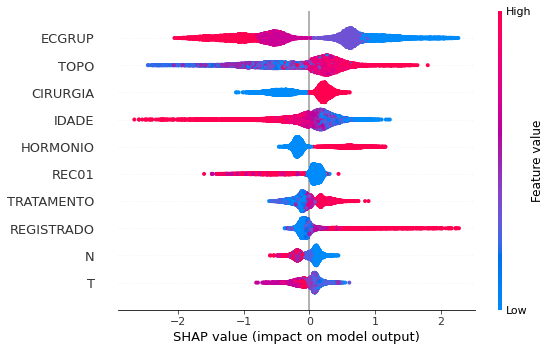 High
ECGRUP
TOPO
CIRURGIA
IDADE
HORMONIO
REC01
TRATAMENTO
REGISTRADO
N
T
Feature value
Low
−2 −1 0 1 2
SHAP value (impact on model output)